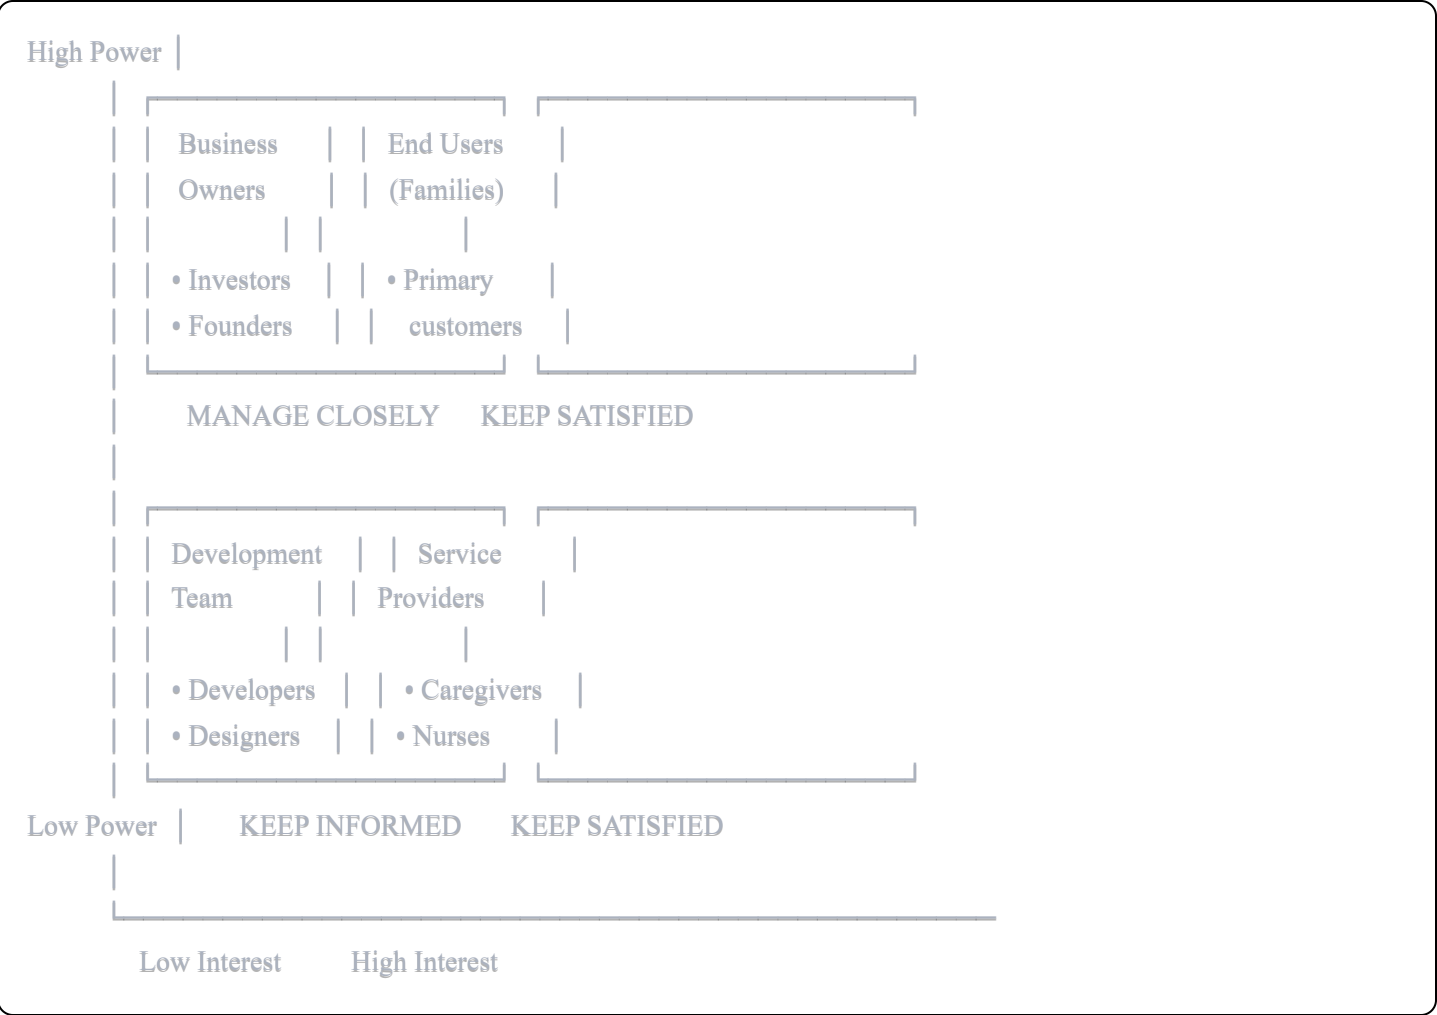 High Power
Business End Users
Owners (Families)
• Investors • Primary
• Founders customers
MANAGE CLOSELY KEEP SATISFIED
Development Service
Team Providers
• Developers • Caregivers
• Designers • Nurses
Low Power KEEP INFORMED KEEP SATISFIED
Low Interest High Interest